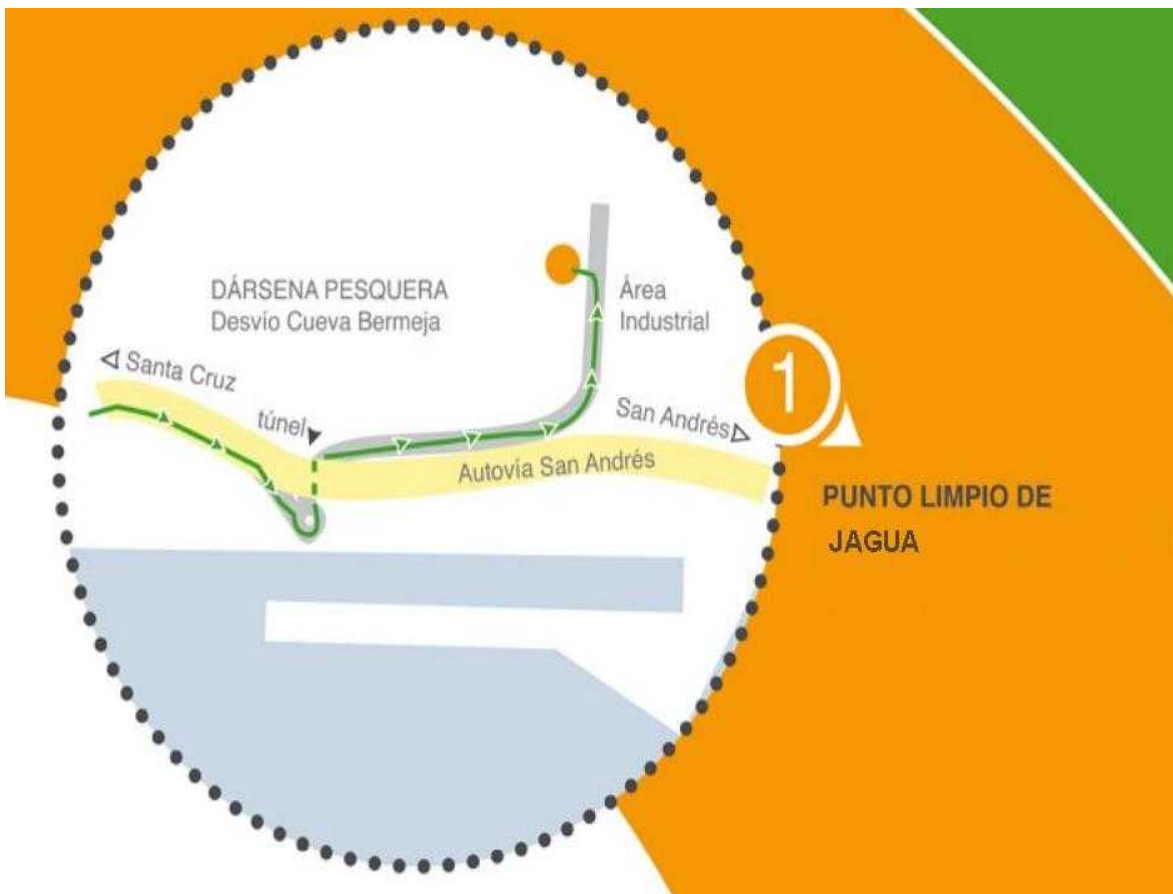 DÁRSENA PESQUERA
Desvío Cueva Bermeja
Área
Industrial
Santa Cruz
túnel
San Andrés
Autovía San Andrés
1
PUNTO LIMPIO DE
JAGUA